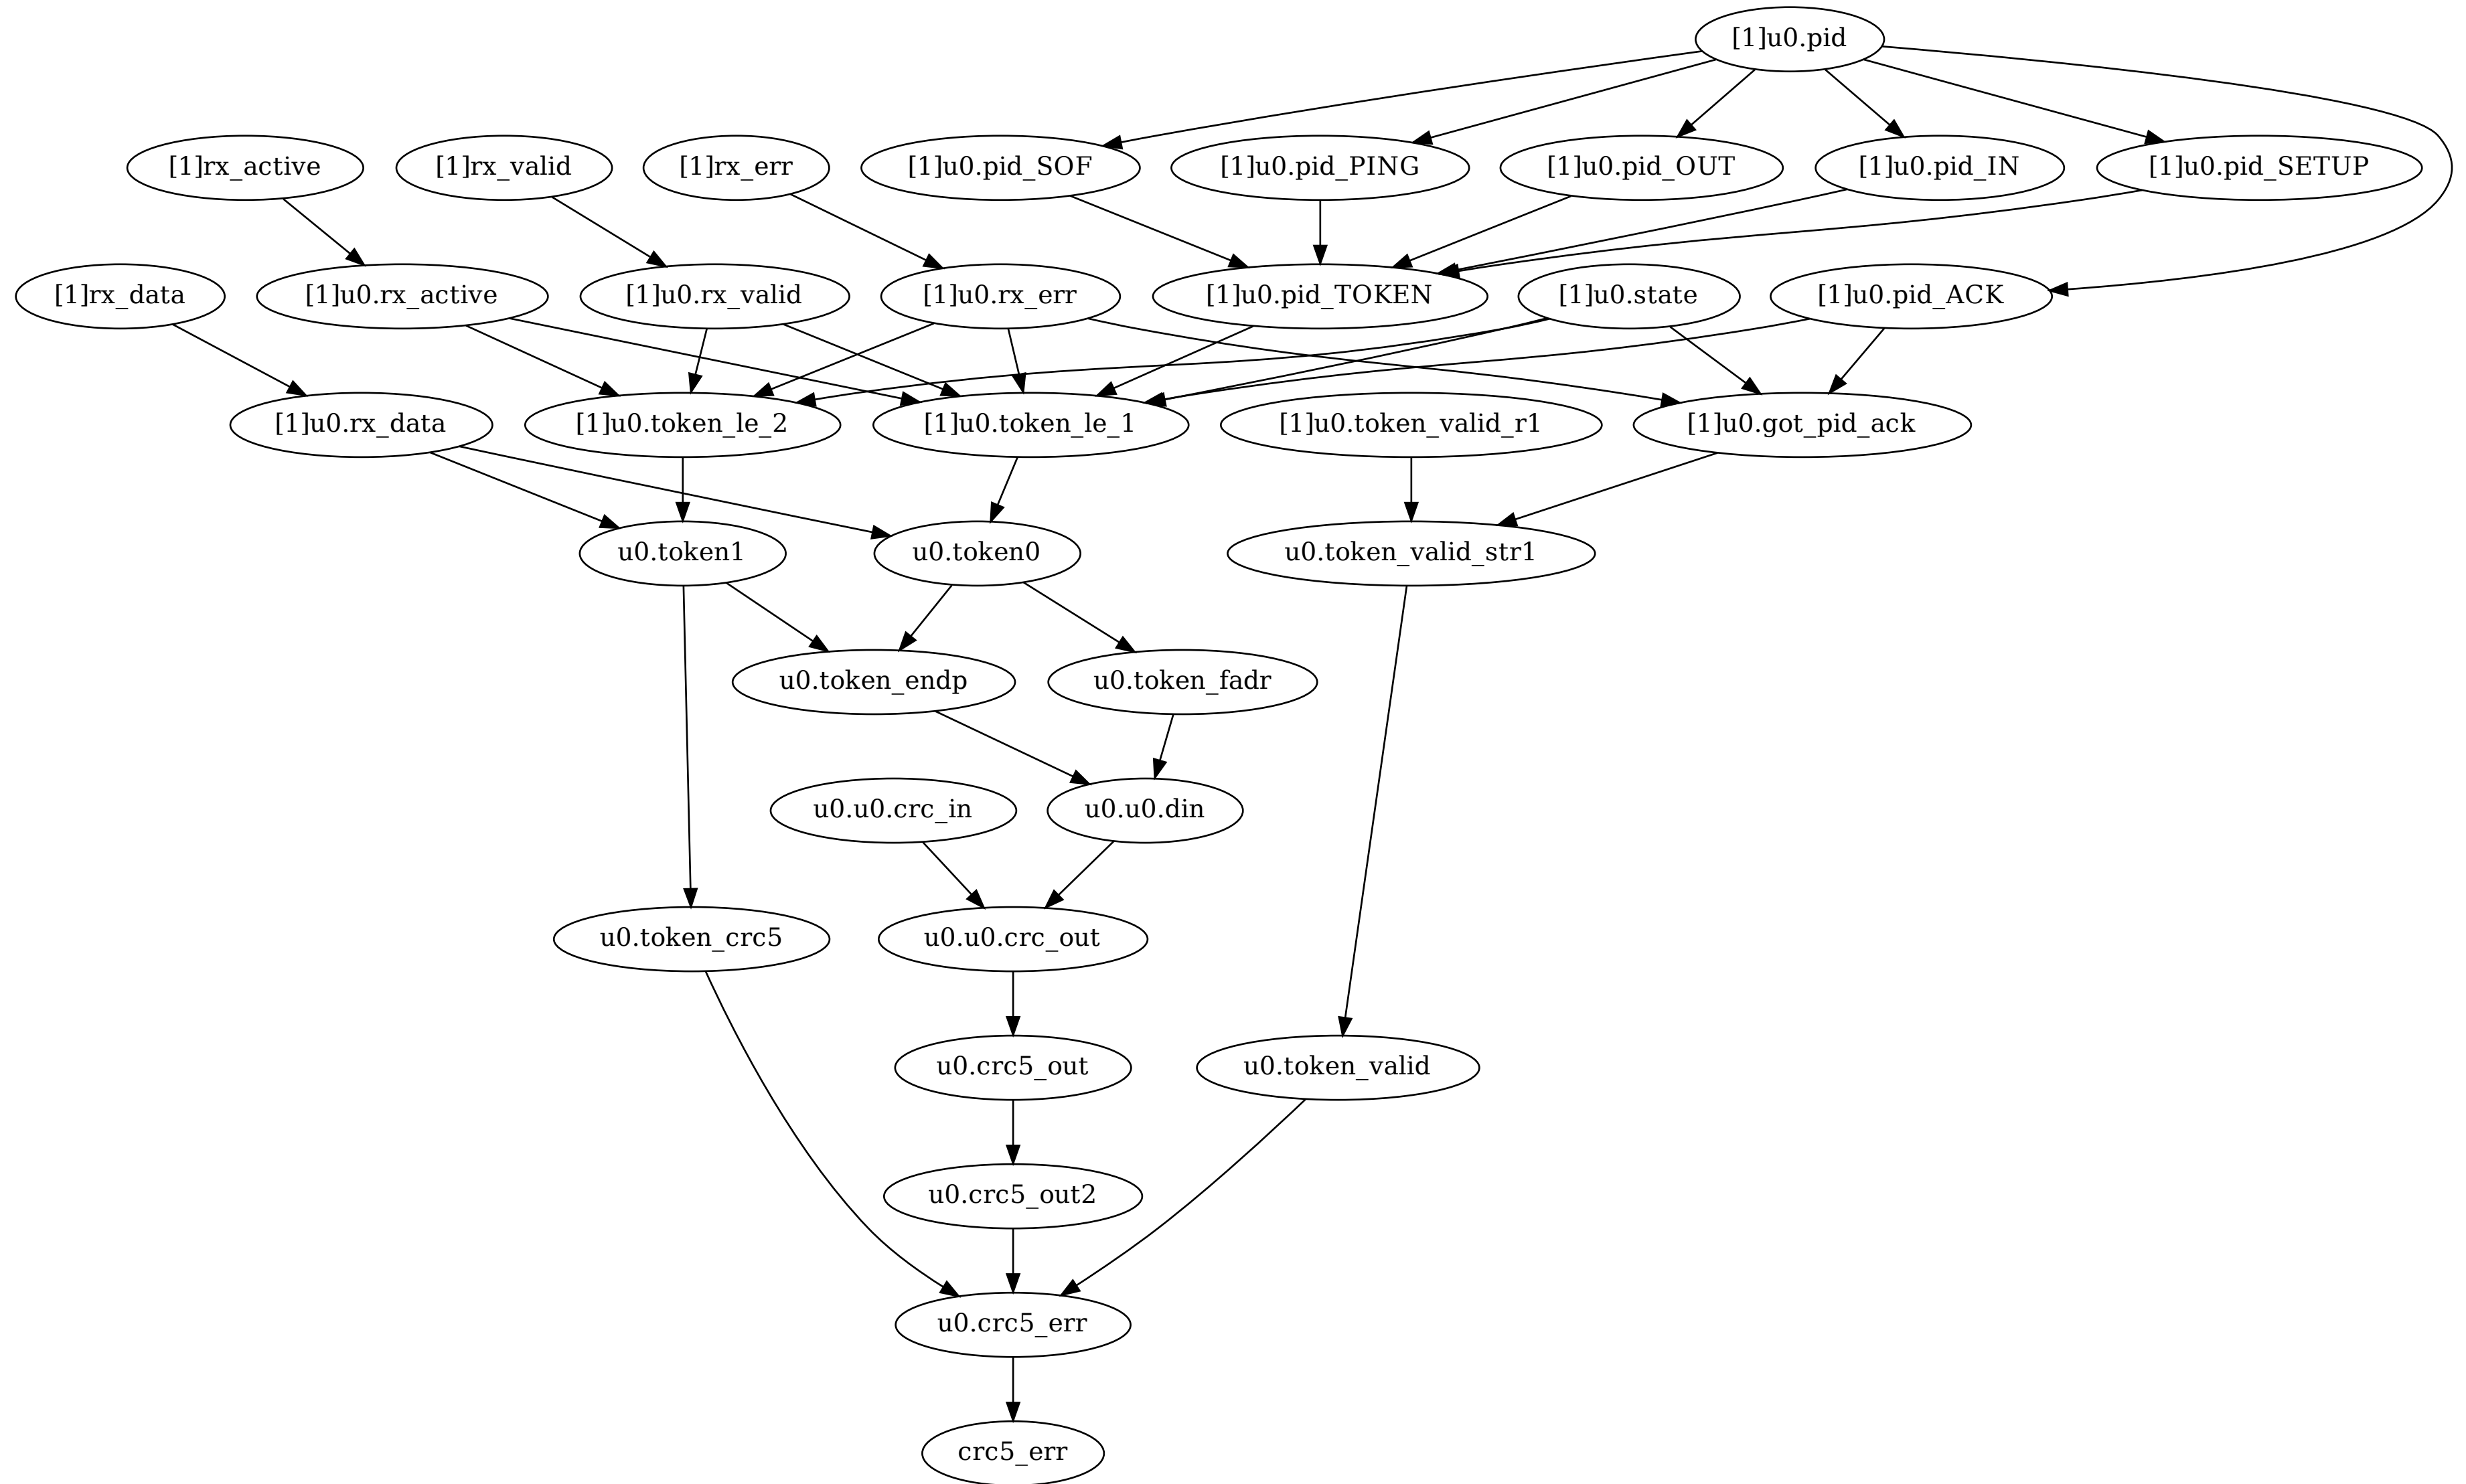 [1]u0.pid
[1]rx_active
[1]rx_valid
[1]rx_err
[1]u0.pid_SOF
[1]u0.pid_PING
[1]u0.pid_OUT
[1]u0.pid_IN
[1]u0.pid_SETUP
[1]rx_data
[1]u0.rx_active
[1]u0.rx_valid
[1]u0.rx_err
[1]u0.pid_TOKEN
[1]u0.state
[1]u0.pid_ACK
[1]u0.rx_data
[1]u0.token_le_2
[1]u0.token_le_1
[1]u0.token_valid_r1
[1]u0.got_pid_ack
u0.token1
u0.token0
u0.token_valid_str1
u0.token_endp
u0.token_fadr
u0.u0.crc_in
u0.u0.din
u0.token_crc5
u0.u0.crc_out
u0.crc5_out
u0.token_valid
u0.crc5_out2
u0.crc5_err
crc5_err